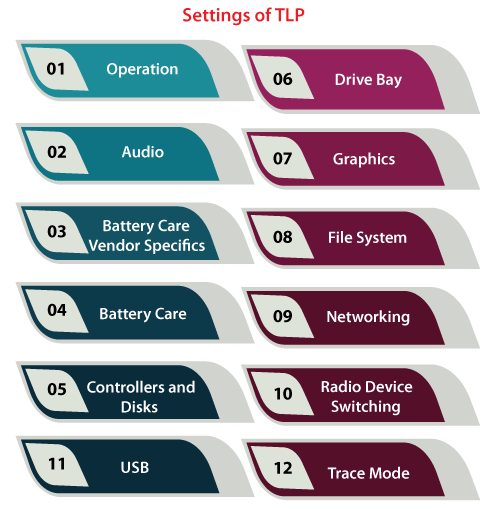 Settings of TLP
01
Operation
02
Audio
03
Battery Care
Vendor Specifics
04
Battery Care
05
Controllers and
Disks
11
USB
06
Drive Bay
07
Graphics
08
File System
09
Networking
10
Radio Device
Switching
12
Trace Mode